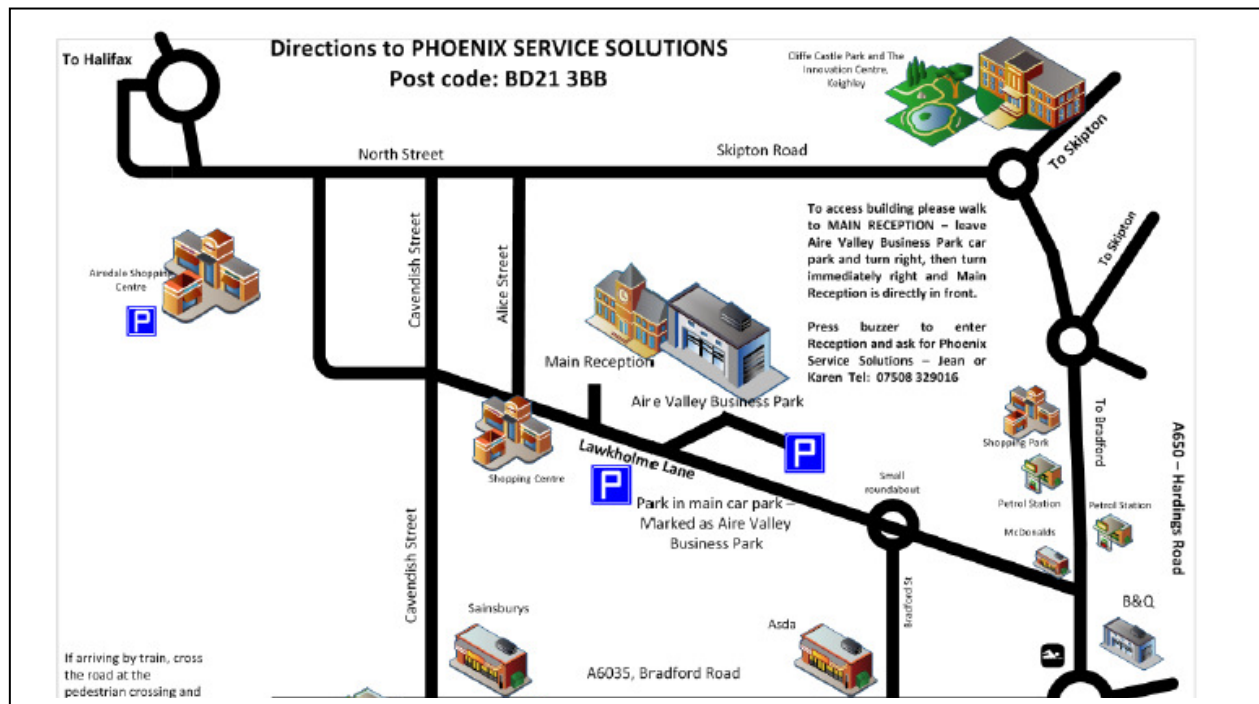 Directions to PHOENIX SERVICE SOLUTIONS
Post code: BD21 3BB
To Halifax
Cliffe Castle Park and The
Innovation Centre,
Keighley
To Skipton
North Street
Skipton Road
To access building please walk
to MAIN RECEPTION – leave
Aire Valley Business Park car
park and turn right, then turn
immediately right and Main
Reception is directly in front.
Press buzzer to enter
Reception and ask for Phoenix
Service Solutions – Jean or
Karen Tel: 07508 329016
To Skipton
Cavendish Street
Alice Street
Airedale Shopping
Centre
P
Main Reception
Aire Valley Business Park
P
Shopping Centre
Lawkholme Lane
P
Park in main car park –
Marked as Aire Valley
Business Park
Small
roundabout
Shopping Park
To Bradford
A650 – Hardings Road
Petrol Station
Petrol Station
McDonalds
B&Q
Cavendish Street
Sainsburys
Asda
Bradford St
A6035, Bradford Road
If arriving by train, cross
the road at the
pedestrian crossing and